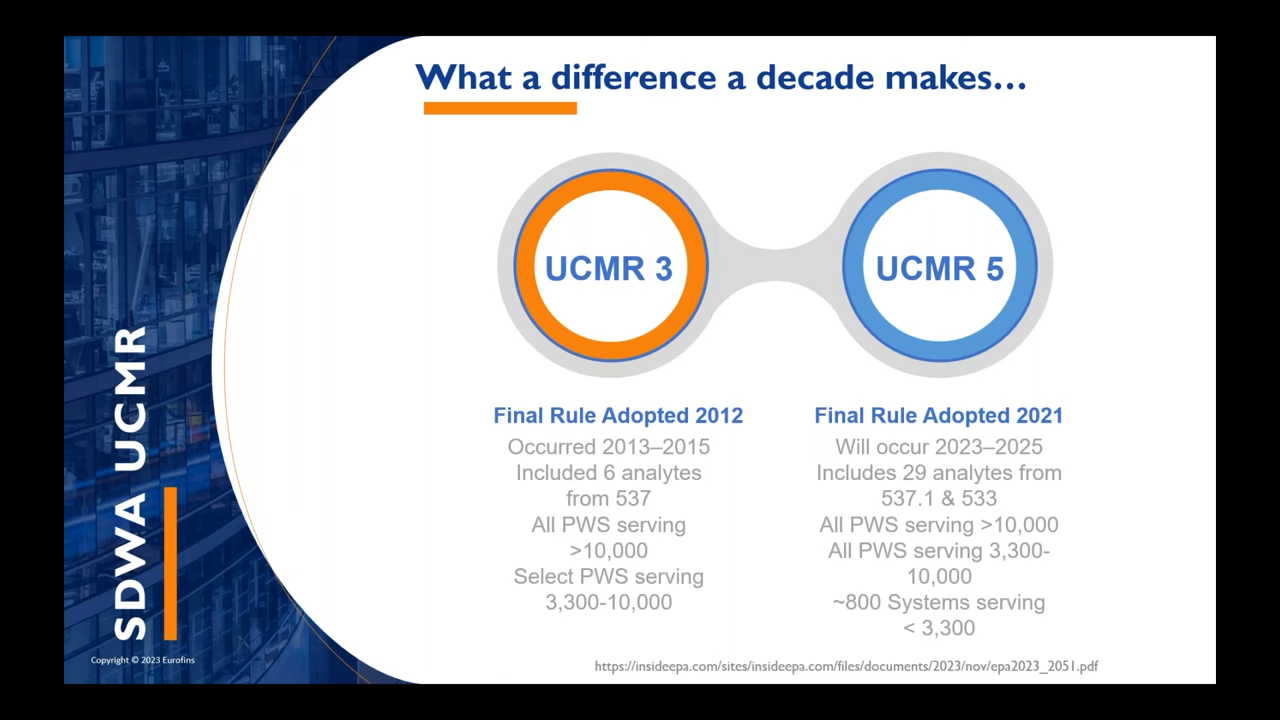 What a difference a decade makes...
UCMR 3
UCMR 5
Final Rule Adopted 2012
Occurred 2013–2015
Included 6 analytes
from 537
All PWS serving
>10,000
Select PWS serving
3,300-10,000
Final Rule Adopted 2021
Will occur 2023–2025
Includes 29 analytes from
537.1 & 533
All PWS serving >10,000
All PWS serving 3,300-
10,000
~800 Systems serving
< 3,300
SDWA UCMR
Copyright © 2023 Eurofins
https://insideepa.com/sites/insideepa.com/files/documents/2023/nov/epa2023_2051.pdf